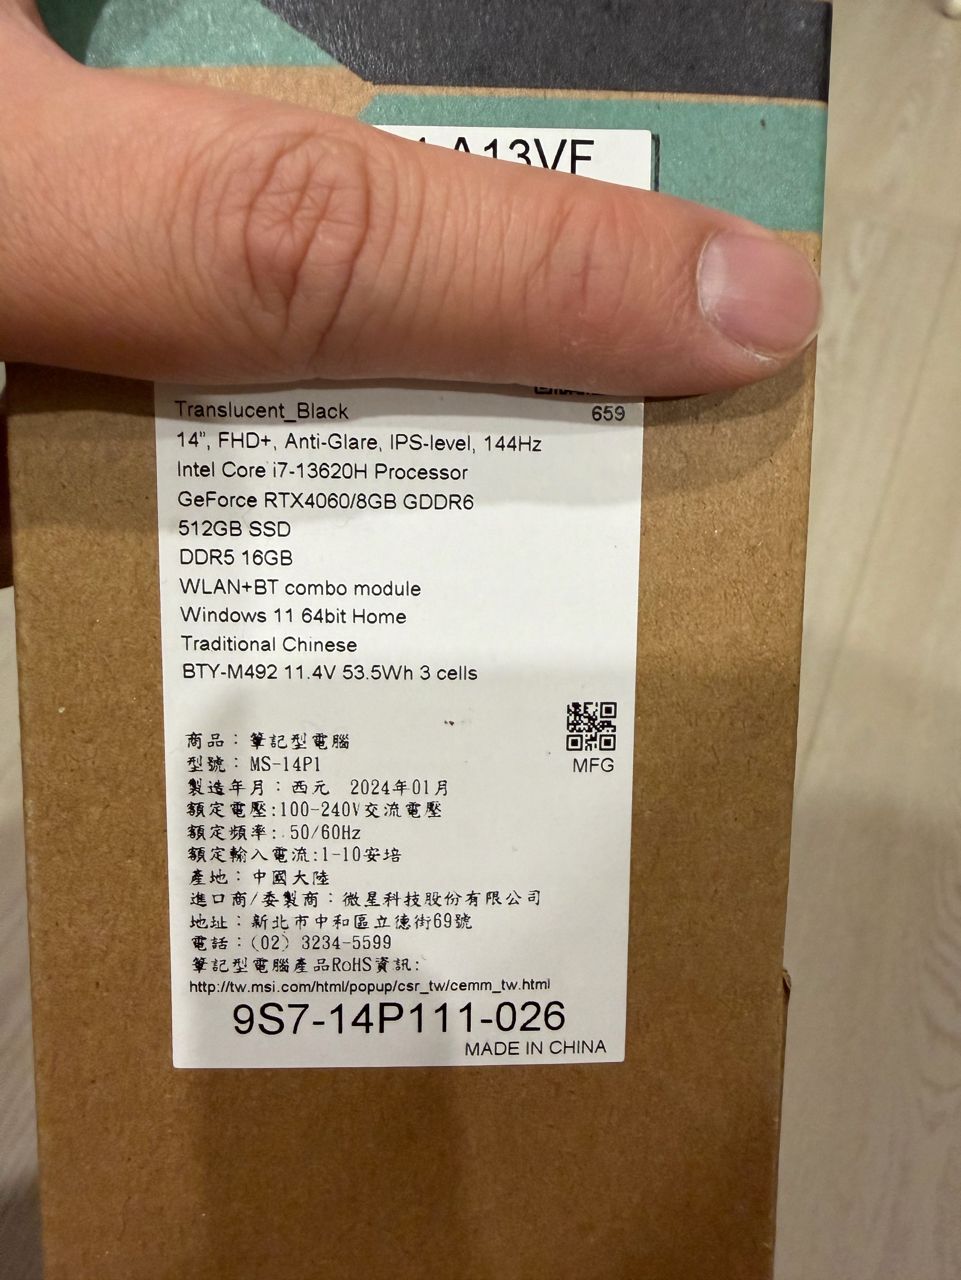 A13VF
Translucent_Black 659
14", FHD+, Anti-Glare, IPS-level, 144Hz
Intel Core i7-13620H Processor
GeForce RTX4060/8GB GDDR6
512GB SSD
DDR5 16GB
WLAN+BT combo module
Windows 11 64bit Home
Traditional Chinese
BTY-M492 11.4V 53.5Wh 3 cells
MFG
商品：筆記型電腦
型號：MS-14P1
製造年月：西元 2024年01月
額定電壓:100-240V交流電壓
額定頻率: 50/60Hz
額定輸入電流:1-10安培
產地：中國大陸
進口商/委製商：微星科技股份有限公司
地址：新北市中和區立德街69號
電話：(02) 3234-5599
筆記型電腦產品RoHS資訊:
http://tw.msi.com/html/popup/csr_tw/cemm_tw.html
9S7-14P111-026
MADE IN CHINA